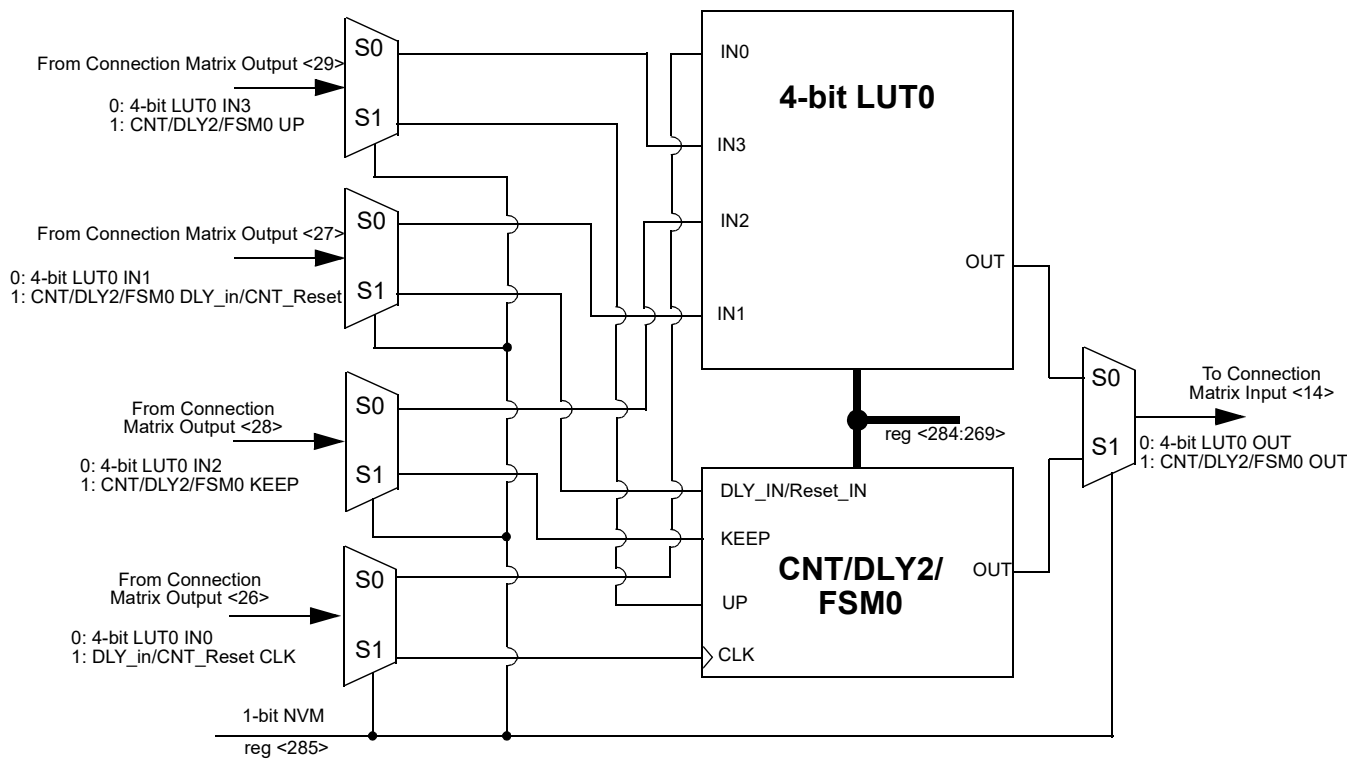 From Connection Matrix Output <29>
0: 4-bit LUT0 IN3
1: CNT/DLY2/FSM0 UP
S0
S1
From Connection Matrix Output <27>
0: 4-bit LUT0 IN1
1: CNT/DLY2/FSM0 DLY_in/CNT_Reset
S0
S1
From Connection
Matrix Output <28>
0: 4-bit LUT0 IN2
1: CNT/DLY2/FSM0 KEEP
S0
S1
From Connection
Matrix Output <26>
0: 4-bit LUT0 IN0
1: DLY_in/CNT_Reset CLK
S0
S1
1-bit NVM
reg <285>
4-bit LUT0
IN0
IN3
IN2
IN1
OUT
reg <284:269>
DLY_IN/Reset_IN
KEEP
UP
CLK
CNT/DLY2/
FSM0
OUT
S0
S1
To Connection
Matrix Input <14>
0: 4-bit LUT0 OUT
1: CNT/DLY2/FSM0 OUT